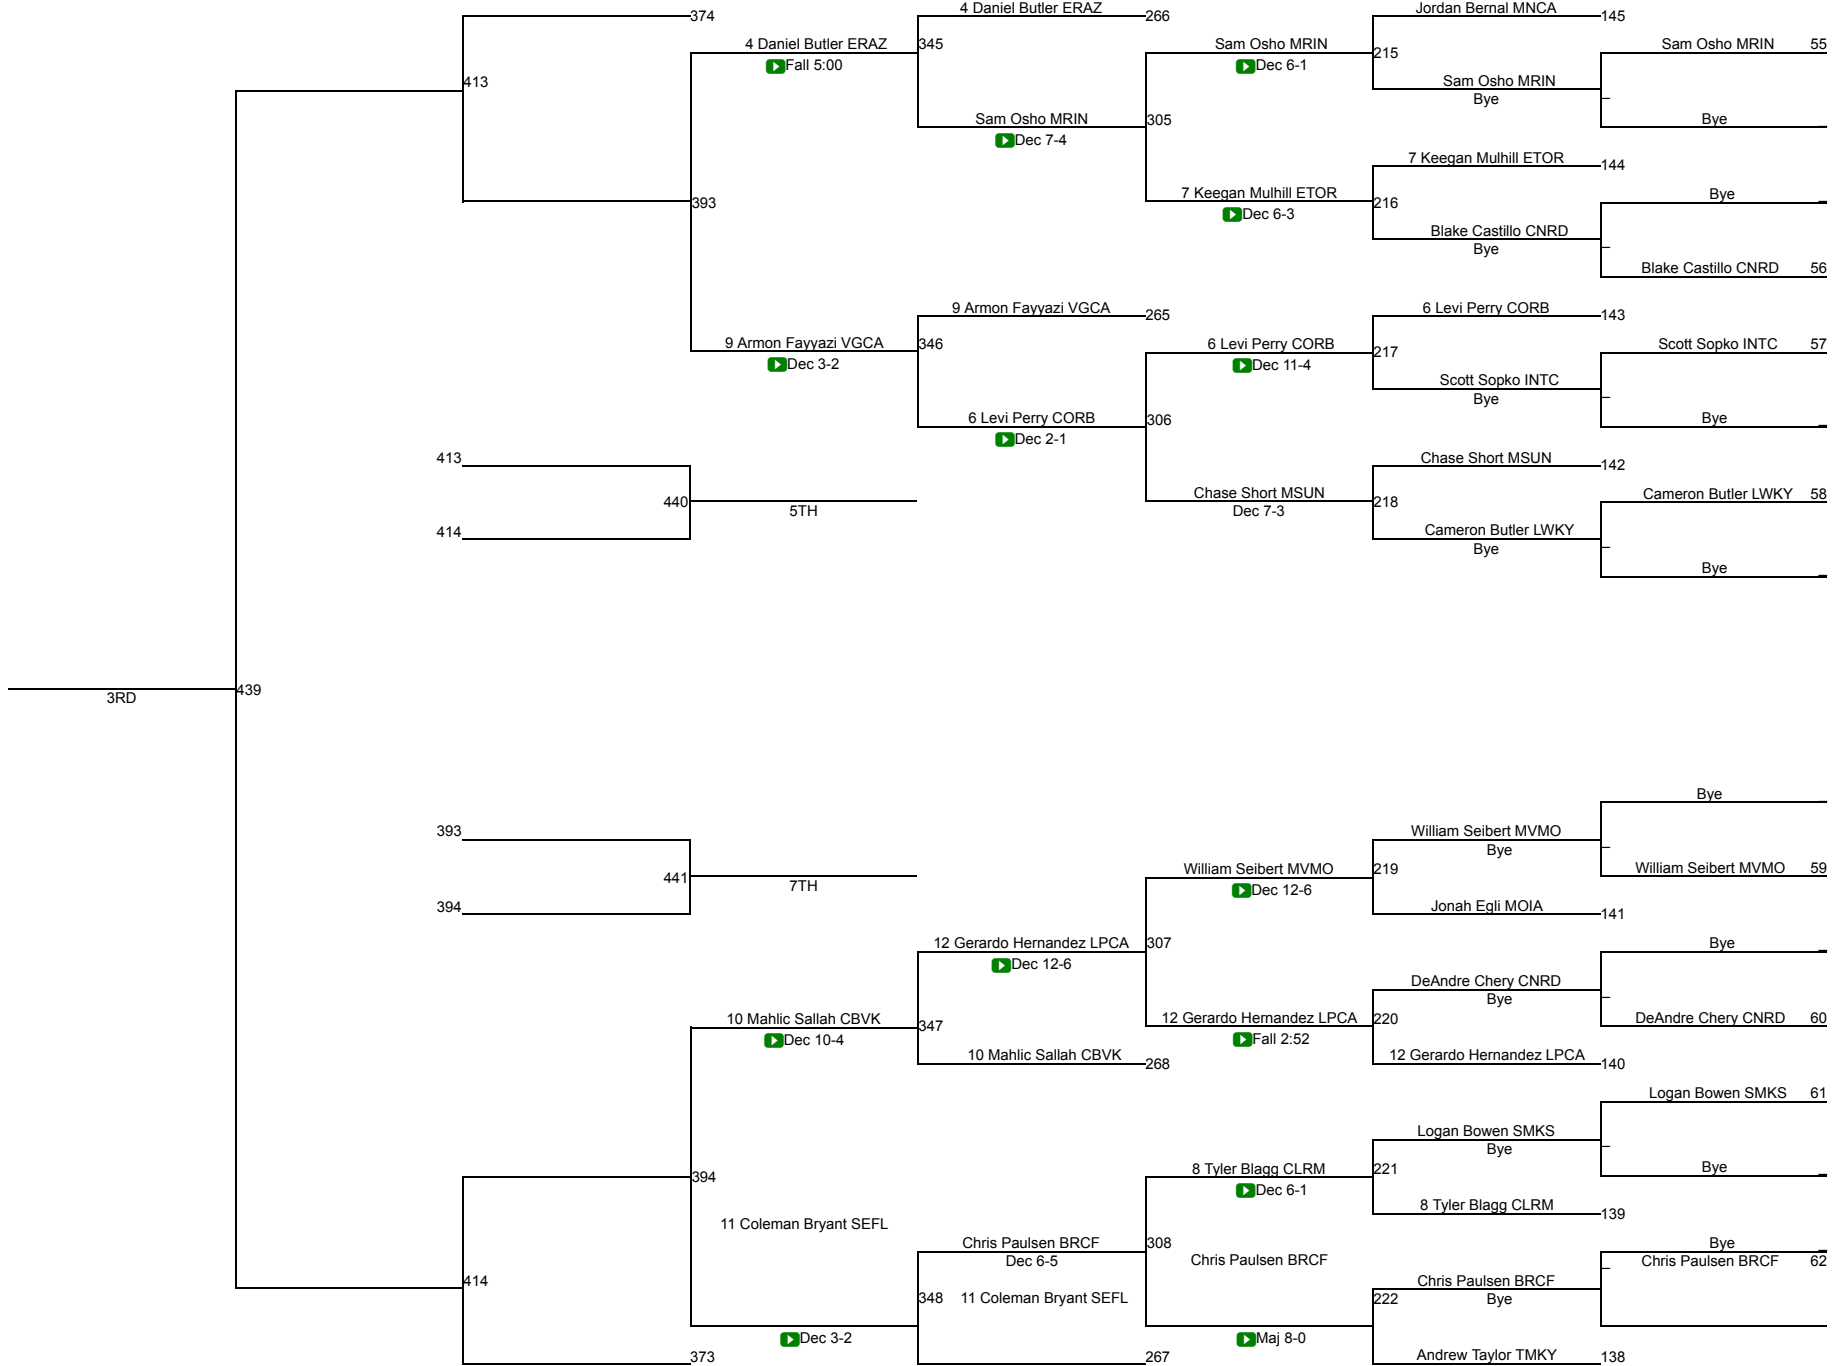 374
4 Daniel Butler ERAZ
266
Jordan Bernal MNCA
145
4 Daniel Butler ERAZ
345
Sam Osho MRIN
215
Sam Osho MRIN 55
Fall 5:00
Dec 6-1
413
Sam Osho MRIN
Bye
Sam Osho MRIN
305
Bye
Dec 7-4
7 Keegan Mulhill ETOR
144
393
7 Keegan Mulhill ETOR
216
Bye
Dec 6-3
Blake Castillo CNRD
Bye
Blake Castillo CNRD 56
9 Armon Fayyazi VGCA
265
6 Levi Perry CORB
143
9 Armon Fayyazi VGCA
346
6 Levi Perry CORB
217
Scott Sopko INTC 57
Dec 3-2
Dec 11-4
Scott Sopko INTC
Bye
6 Levi Perry CORB
306
Bye
Dec 2-1
413
Chase Short MSUN
142
440
5TH
Chase Short MSUN
218
Cameron Butler LWKY 58
Dec 7-3
414
Cameron Butler LWKY
Bye
Bye
3RD
439
Bye
393
William Seibert MVMO
Bye
441
7TH
William Seibert MVMO
219
William Seibert MVMO 59
Dec 12-6
394
Jonah Egli MOIA
141
12 Gerardo Hernandez LPCA
307
Bye
Dec 12-6
DeAndre Chery CNRD
Bye
10 Mahlic Sallah CBVK
347
12 Gerardo Hernandez LPCA
220
DeAndre Chery CNRD 60
Dec 10-4
Fall 2:52
10 Mahlic Sallah CBVK
268
12 Gerardo Hernandez LPCA
140
Logan Bowen SMKS 61
Logan Bowen SMKS
Bye
394
8 Tyler Blagg CLRM
221
Bye
Dec 6-1
8 Tyler Blagg CLRM
139
11 Coleman Bryant SEFL
Chris Paulsen BRCF
308
Bye
Dec 6-5
Chris Paulsen BRCF
Chris Paulsen BRCF 62
414
Chris Paulsen BRCF
348
11 Coleman Bryant SEFL
222
Bye
Dec 3-2
Maj 8-0
373
267
Andrew Taylor TMKY
138